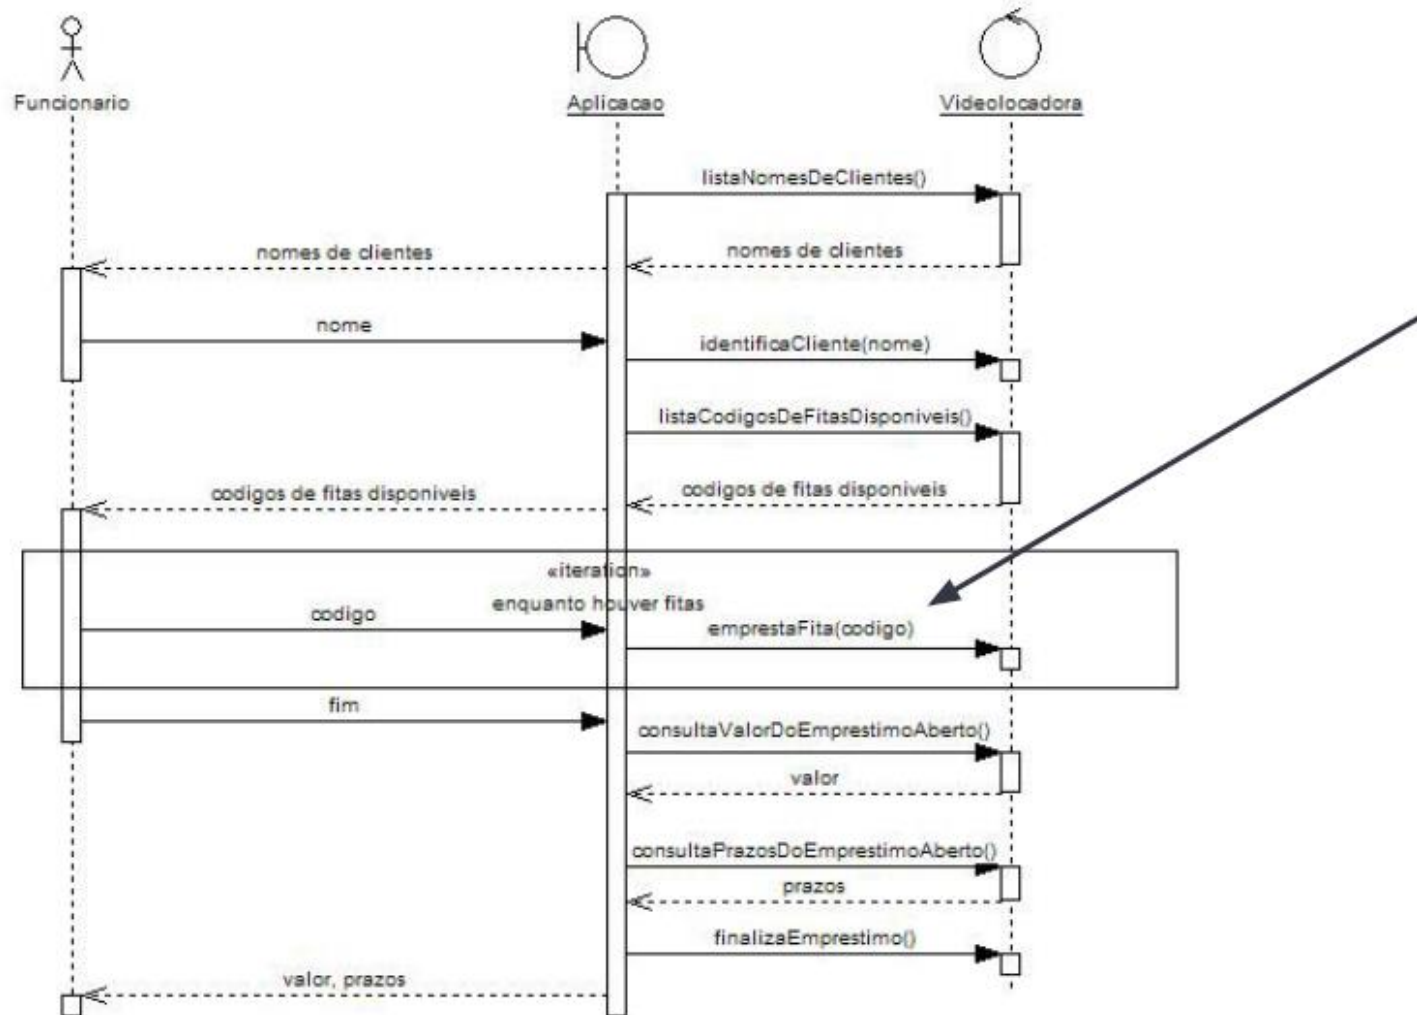 Funcionario
Aplicacao
Videolocadora
listaNomesDeClientes()
nomes de clientes
nomes de clientes
nome
identificaCliente(nome)
listaCodigosDeFitasDisponiveis()
codigos de fitas disponiveis
codigos de fitas disponiveis
«iteration»
enquanto houver fitas
codigo
emprestaFita(codigo)
fim
consultaValorDoEmprestimoAberto()
valor
consultaPrazosDoEmprestimoAberto()
prazos
finalizaEmprestimo()
valor, prazos